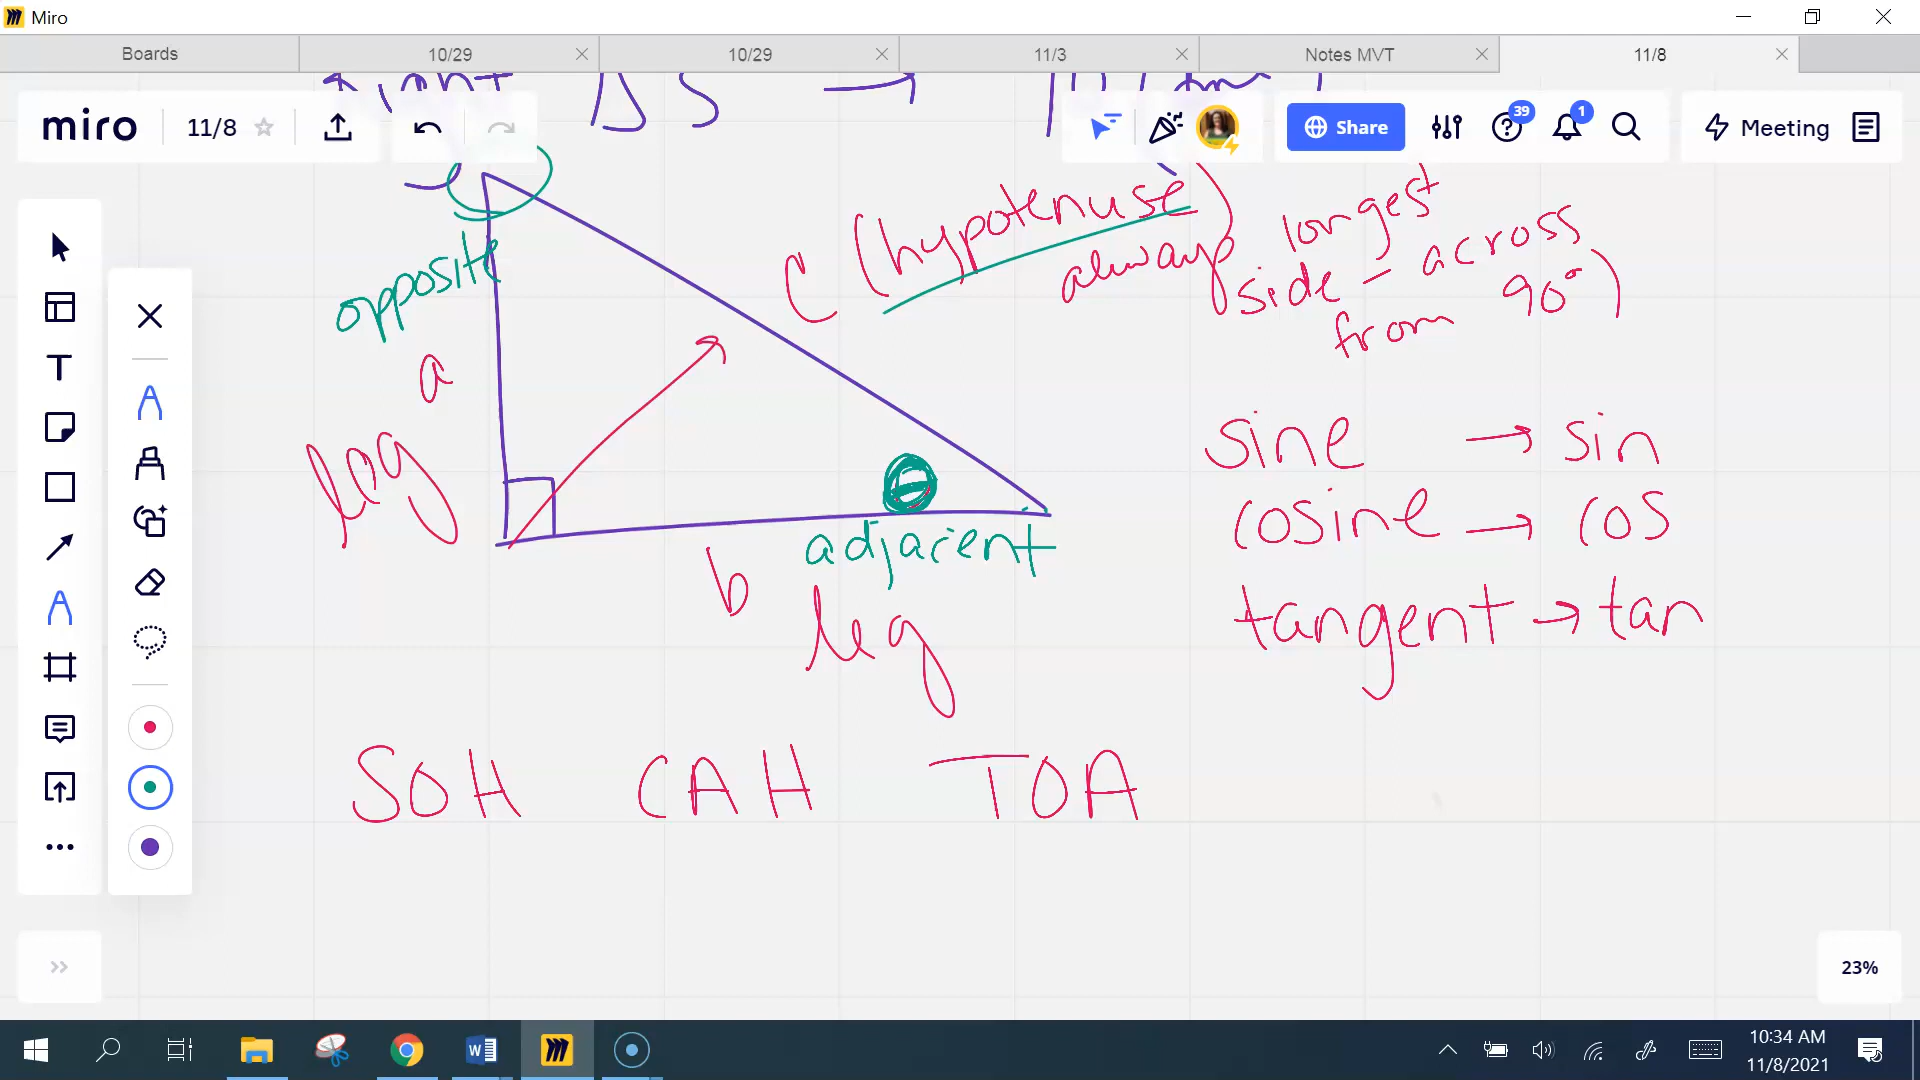 Miro
Boards
10/29
10/29
11/3
Notes MVT
11/8
Right Δs →
miro 11/8
Share
39
1
Meeting
c (hypotenuse)
always longest
side - across
from 90°)
opposite
a
leg
θ
adjacent
b
leg
sine → sin
cosine → cos
tangent → tan
SOH CAH TOA
23%
10:34 AM
11/8/2021